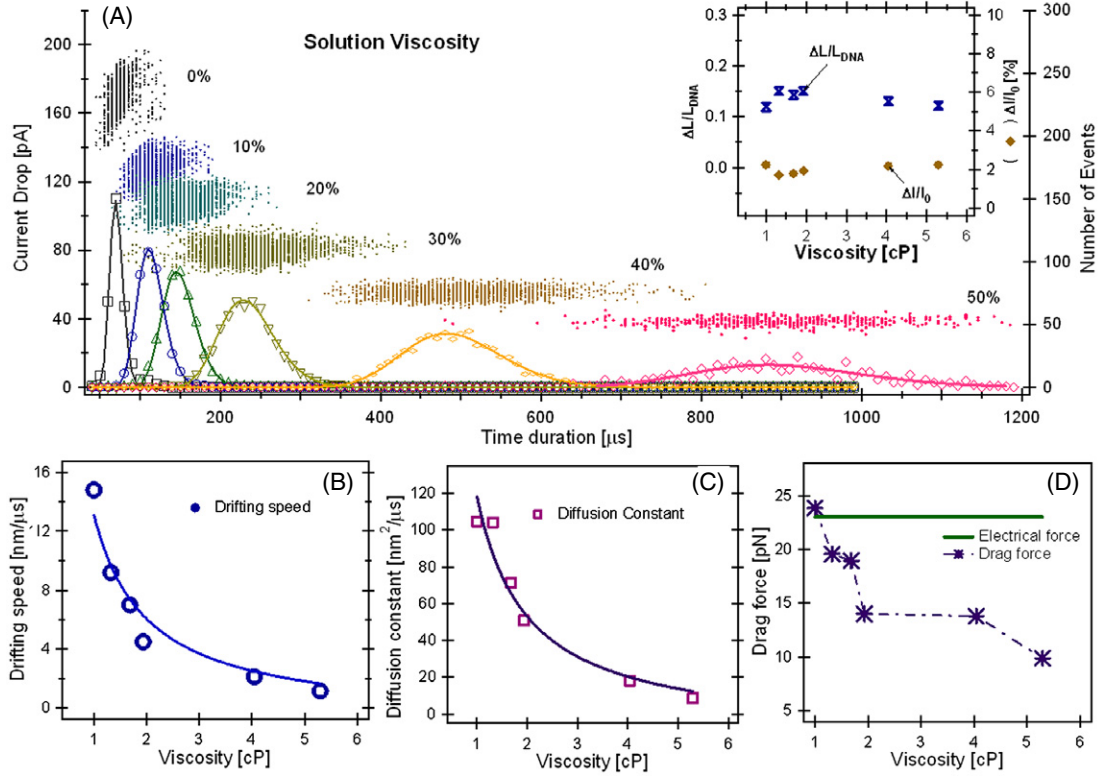 (A)
Solution Viscosity
0%
10%
20%
30%
40%
50%
Current Drop [pA]
200
160
120
80
40
0
200
400
600
800
1000
1200
Time duration [μs]
300
250
200
150
100
50
0
Number of Events
0.3
0.2
0.1
0.0
ΔL/L_DNA
ΔL/L_DNA
ΔI/I_0
10
8
6
4
2
0
( ) ΔI/I_0 [%]
1 2 3 4 5 6
Viscosity [cP]
(B)
Drifting speed
Drifting speed [nm/μs]
16
12
8
4
0
1 2 3 4 5 6
Viscosity [cP]
(C)
Diffusion Constant
Diffusion constant [nm²/μs]
120
100
80
60
40
20
0
1 2 3 4 5 6
Viscosity [cP]
(D)
Electrical force
Drag force
Drag force [pN]
25
20
15
10
5
1 2 3 4 5 6
Viscosity [cP]